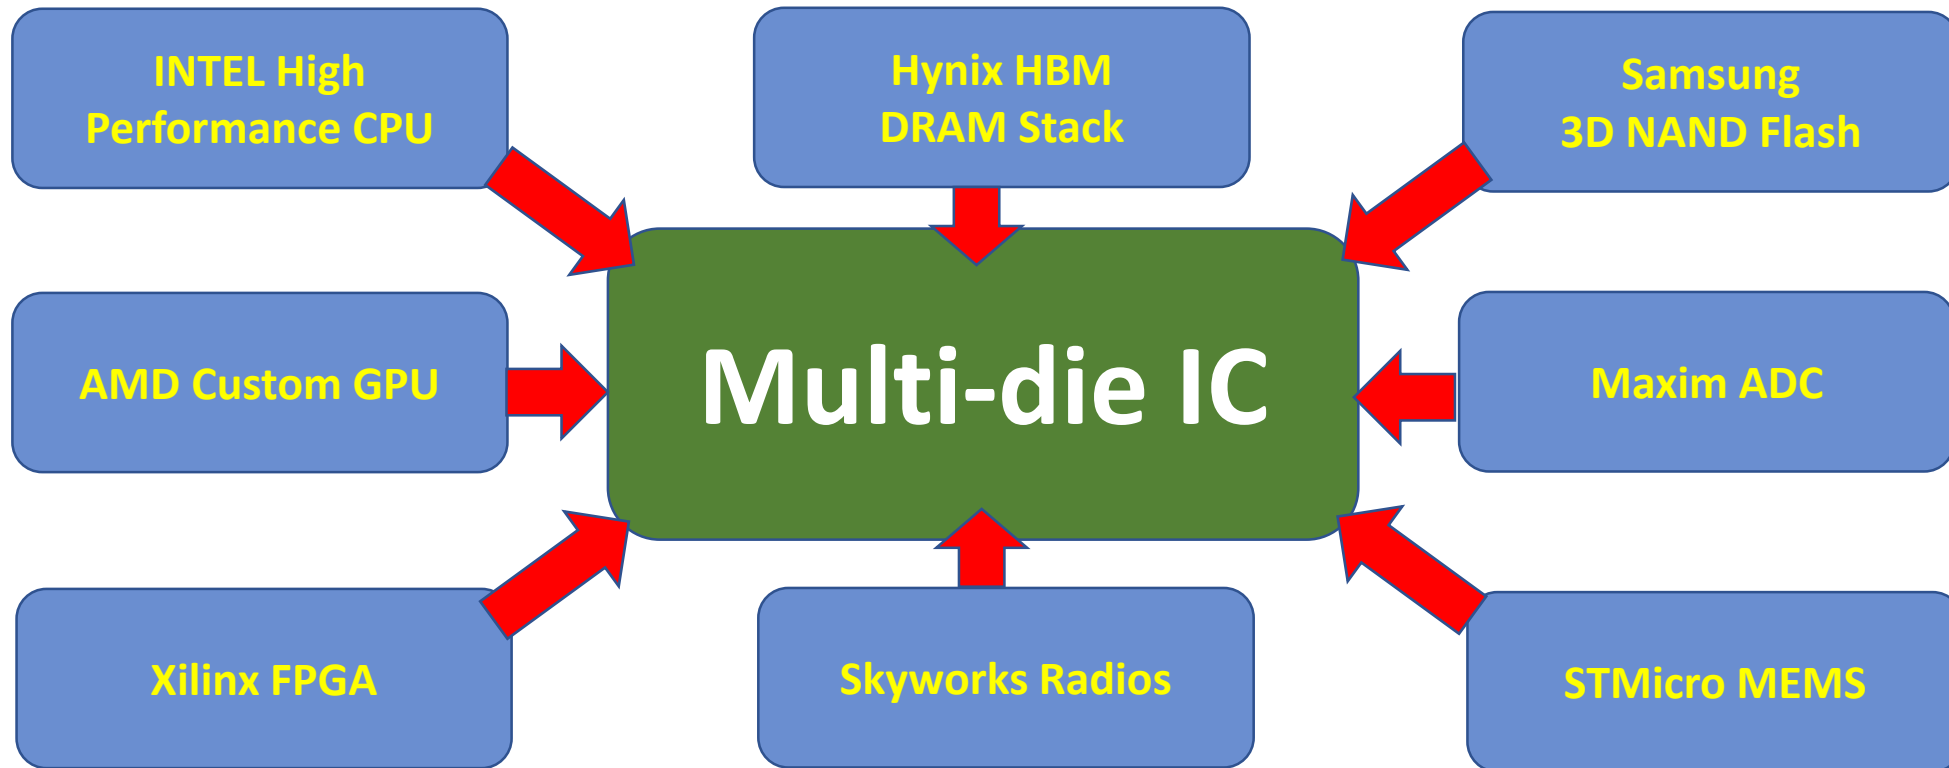 INTEL High
Performance CPU
Hynix HBM
DRAM Stack
Samsung
3D NAND Flash
AMD Custom GPU
Multi-die IC
Maxim ADC
Xilinx FPGA
Skyworks Radios
STMicro MEMS